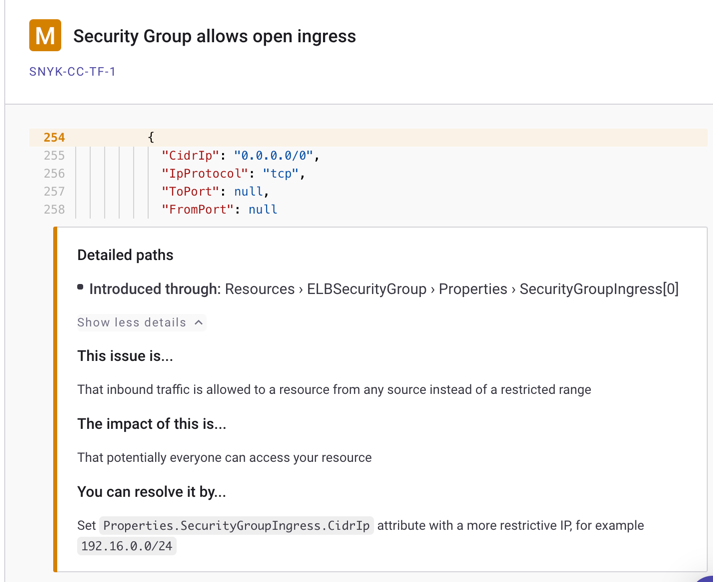 M Security Group allows open ingress
SNYK-CC-TF-1
254 {
255 "CidrIp": "0.0.0.0/0",
256 "IpProtocol": "tcp",
257 "ToPort": null,
258 "FromPort": null
Detailed paths
• Introduced through: Resources › ELBSecurityGroup › Properties › SecurityGroupIngress[0]
Show less details
This issue is...
That inbound traffic is allowed to a resource from any source instead of a restricted range
The impact of this is...
That potentially everyone can access your resource
You can resolve it by...
Set Properties.SecurityGroupIngress.CidrIp attribute with a more restrictive IP, for example
192.16.0.0/24